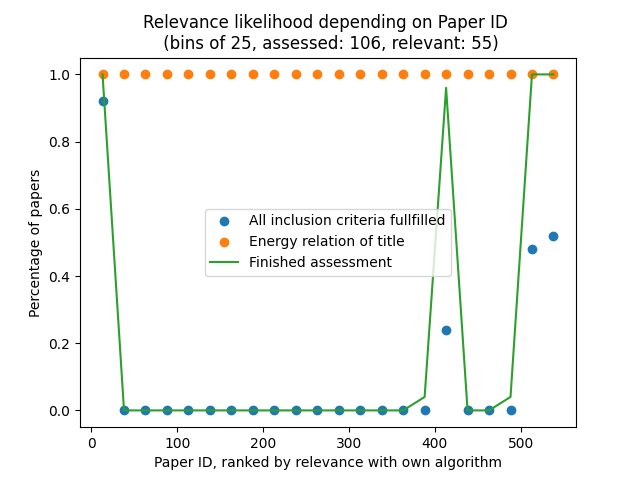 Relevance likelihood depending on Paper ID
(bins of 25, assessed: 106, relevant: 55)
Percentage of papers
1.0
0.8
0.6
0.4
0.2
0.0
All inclusion criteria fullfilled
Energy relation of title
Finished assessment
0
100
200
300
400
500
Paper ID, ranked by relevance with own algorithm